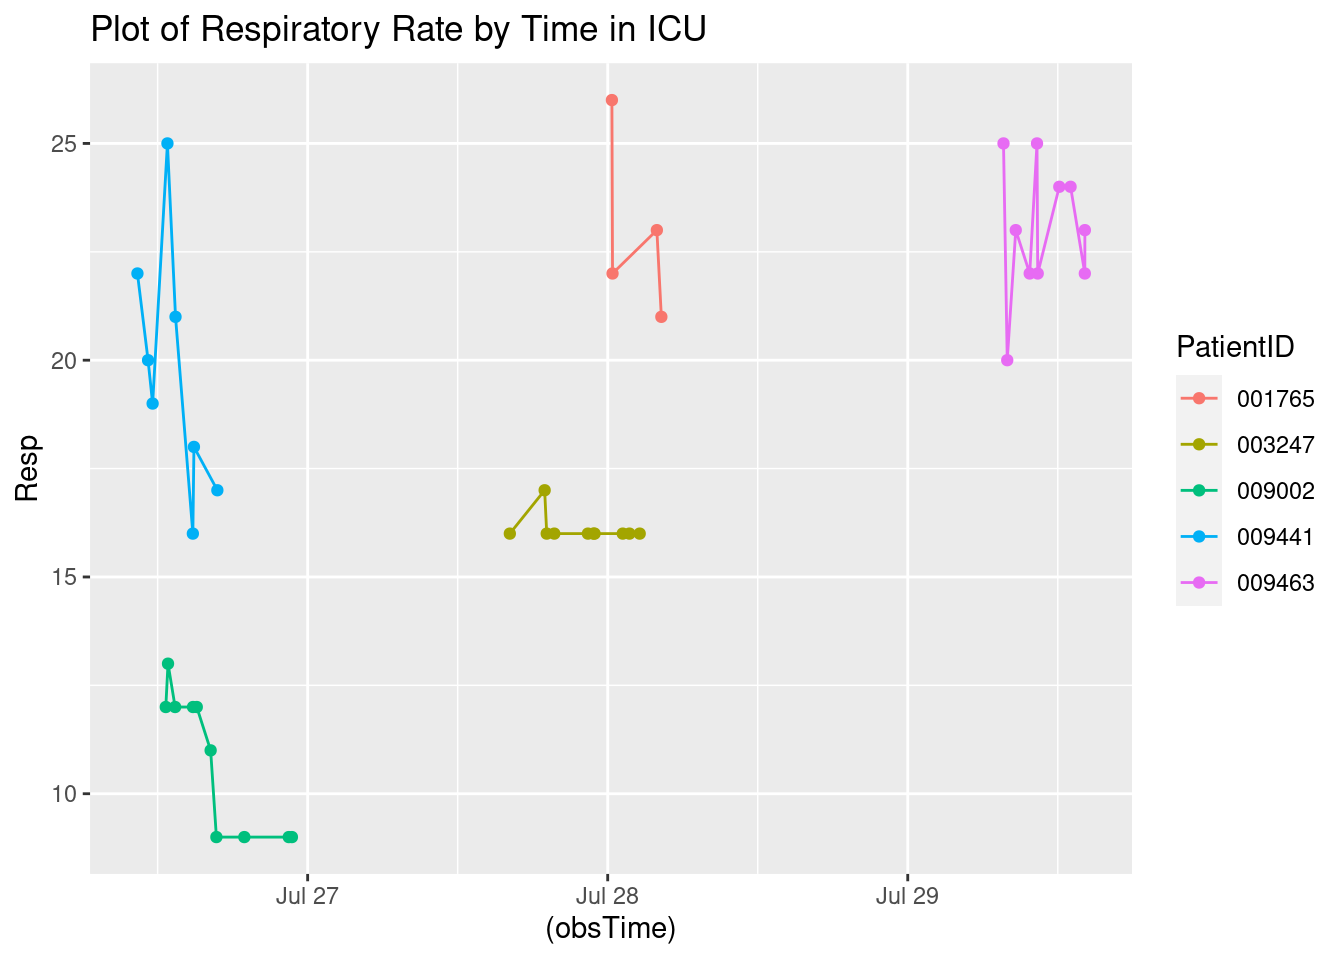 Plot of Respiratory Rate by Time in ICU
25
20
15
10
Resp
Jul 27
Jul 28
Jul 29
(obsTime)
PatientID
001765
003247
009002
009441
009463